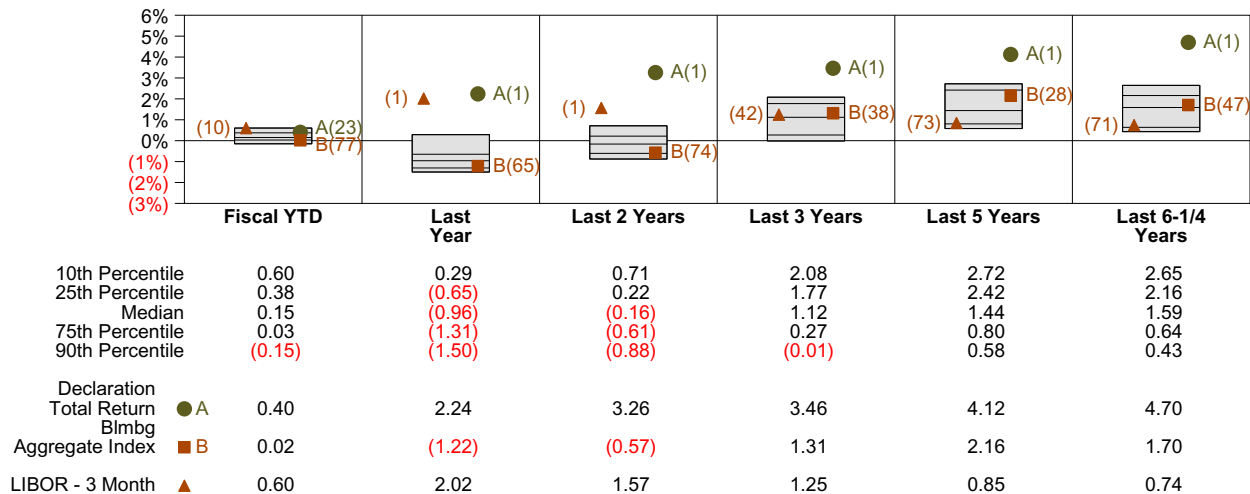 6%
5%
4%
3%
2%
1%
0%
(1%)
(2%)
(3%)
(10) A(23)
B(77)
(1) A(1)
B(65)
(1) A(1)
B(74)
(42) A(1)
B(38)
(73) A(1)
B(28)
(71) A(1)
B(47)
Fiscal YTD Last Year Last 2 Years Last 3 Years Last 5 Years Last 6-1/4 Years
10th Percentile 0.60 0.29 0.71 2.08 2.72 2.65
25th Percentile 0.38 (0.65) 0.22 1.77 2.42 2.16
Median 0.15 (0.96) (0.16) 1.12 1.44 1.59
75th Percentile 0.03 (1.31) (0.61) 0.27 0.80 0.64
90th Percentile (0.15) (1.50) (0.88) (0.01) 0.58 0.43
Declaration
Total Return A 0.40 2.24 3.26 3.46 4.12 4.70
Blmbg
Aggregate Index B 0.02 (1.22) (0.57) 1.31 2.16 1.70
LIBOR - 3 Month 0.60 2.02 1.57 1.25 0.85 0.74